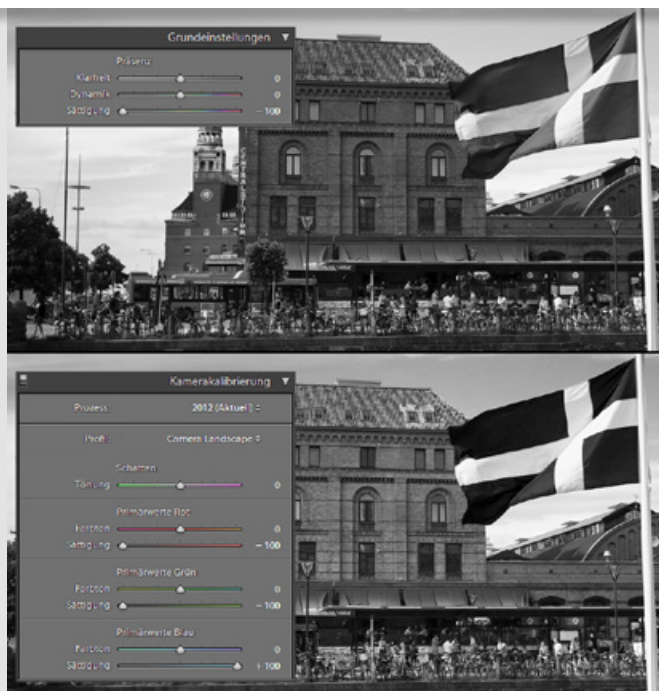 Grundeinstellungen ▼
Präsenz
Klarheit 0
Dynamik 0
Sättigung – 100
CENTRALSTATION
Kamerakalibrierung ▼
Prozess: 2012 (Aktuell)
Profil: Camera Landscape
Schatten
Tönung 0
Primärwerte Rot
Farbton 0
Sättigung – 100
Primärwerte Grün
Farbton 0
Sättigung – 100
Primärwerte Blau
Farbton 0
Sättigung + 100